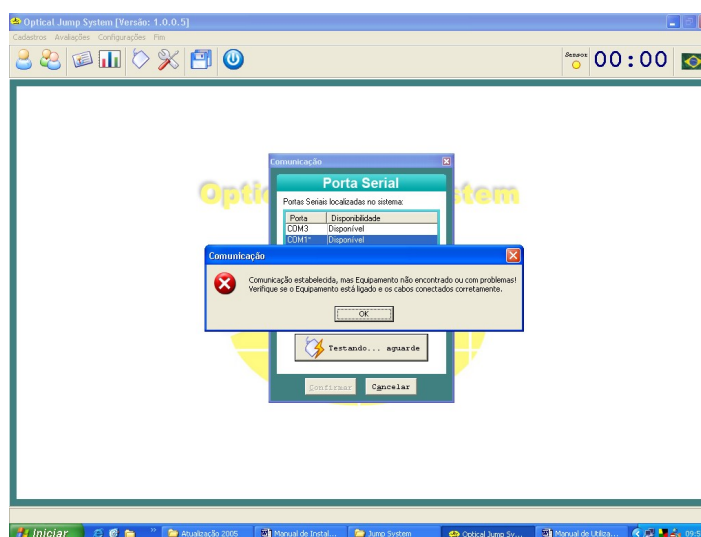 Optical Jump System [Versão: 1.0.0.5]
Cadastros Avaliações Configurações Fim
Sensor
00:00
Comunicação
Porta Serial
Portas Seriais localizadas no sistema:
Porta Disponibilidade
COM3 Disponível
COM1* Disponível
Comunicação
Comunicação estabelecida, mas Equipamento não encontrado ou com problemas!
Verifique se o Equipamento está ligado e os cabos conectados corretamente.
OK
Testando... aguarde
Confirmar Cancelar
Iniciar Atualização 2005 Manual de Instal... Jump System Optical Jump Sy... Manual de Utiliza...